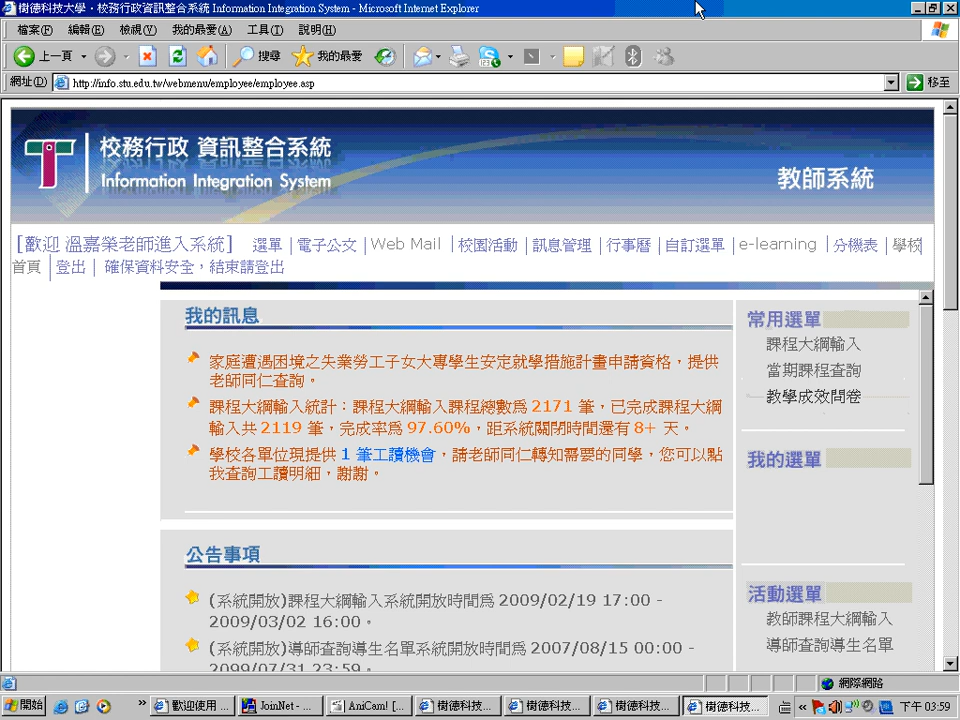 樹德科技大學‧校務行政資訊整合系統 Information Integration System - Microsoft Internet Explorer
檔案(F) 編輯(E) 檢視(V) 我的最愛(A) 工具(T) 說明(H)
上一頁 搜尋 我的最愛
網址(D) http://info.stu.edu.tw/webmenu/employee/employee.asp 移至
校務行政 資訊整合系統
Information Integration System
教師系統
[歡迎 溫嘉榮老師進入系統] 選單 | 電子公文 | Web Mail | 校園活動 | 訊息管理 | 行事曆 | 自訂選單 | e-learning | 分機表 | 學校
首頁 | 登出 | 確保資料安全，結束請登出
我的訊息
家庭遭遇困境之失業勞工子女大專學生安定就學措施計畫申請資格，提供
老師同仁查詢。
課程大綱輸入統計：課程大綱輸入課程總數為 2171 筆，已完成課程大綱
輸入共 2119 筆，完成率為 97.60%，距系統關閉時間還有 8+ 天。
學校各單位現提供 1 筆工讀機會，請老師同仁轉知需要的同學，您可以點
我查詢工讀明細，謝謝。
常用選單
課程大綱輸入
當期課程查詢
教學成效問卷
我的選單
公告事項
(系統開放)課程大綱輸入系統開放時間為 2009/02/19 17:00 -
2009/03/02 16:00。
(系統開放)導師查詢導生名單系統開放時間為 2007/08/15 00:00 -
2099/07/31 23:59。
活動選單
教師課程大綱輸入
導師查詢導生名單
網際網路
開始 歡迎使用 ... JoinNet - ... AniCam! [... 樹德科技... 樹德科技... 樹德科技... 樹德科技... 下午 03:59